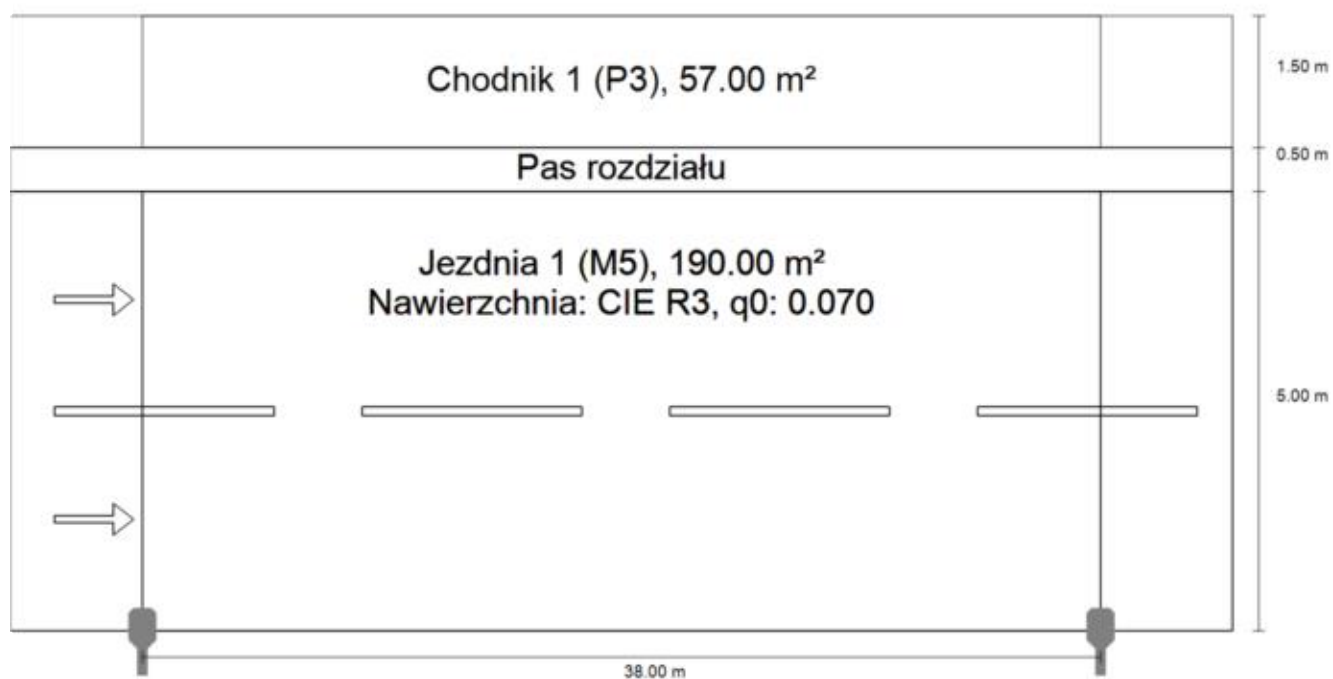 Chodnik 1 (P3), 57.00 m²
1.50 m
Pas rozdziału
0.50 m
Jezdnia 1 (M5), 190.00 m²
Nawierzchnia: CIE R3, q0: 0.070
5.00 m
38.00 m